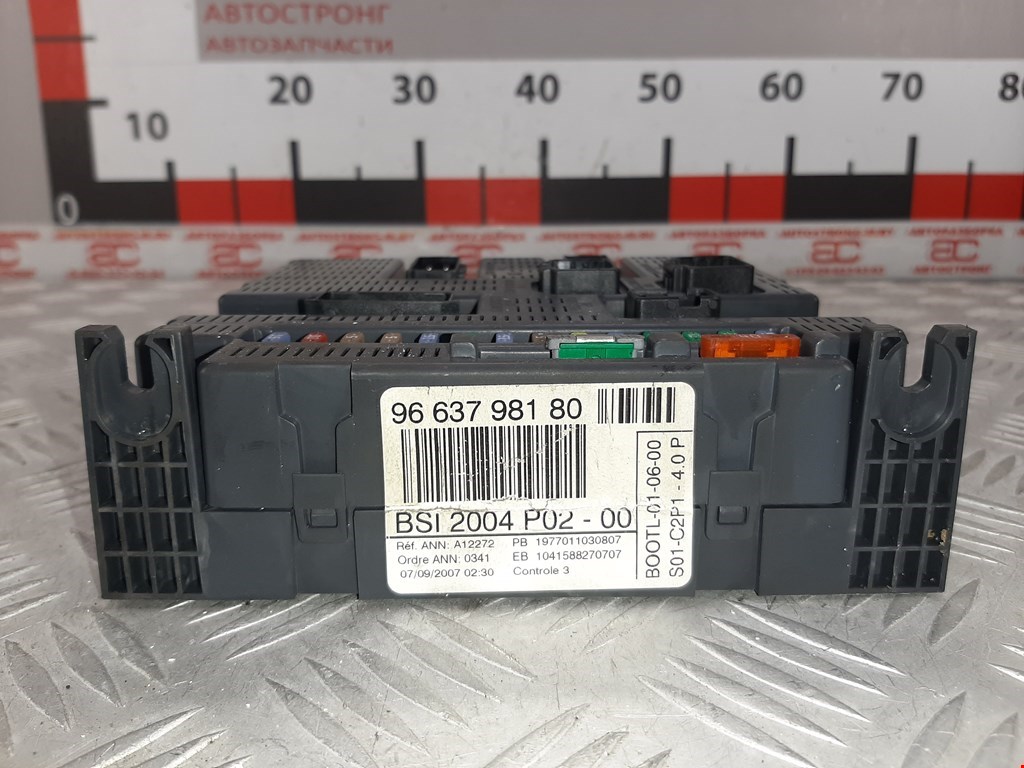 АВТОСТРОНГ
АВТОЗАПЧАСТИ
0 10 20 30 40 50 60 70 80
96 637 981 80
BSI 2004 P02 - 00
Réf. ANN: A12272 PB 1977011030807
Ordre ANN: 0341 EB 1041588270707
07/09/2007 02:30 Controle 3
BOOTL-01-06-00
S01-C2P1 - 4.0 P